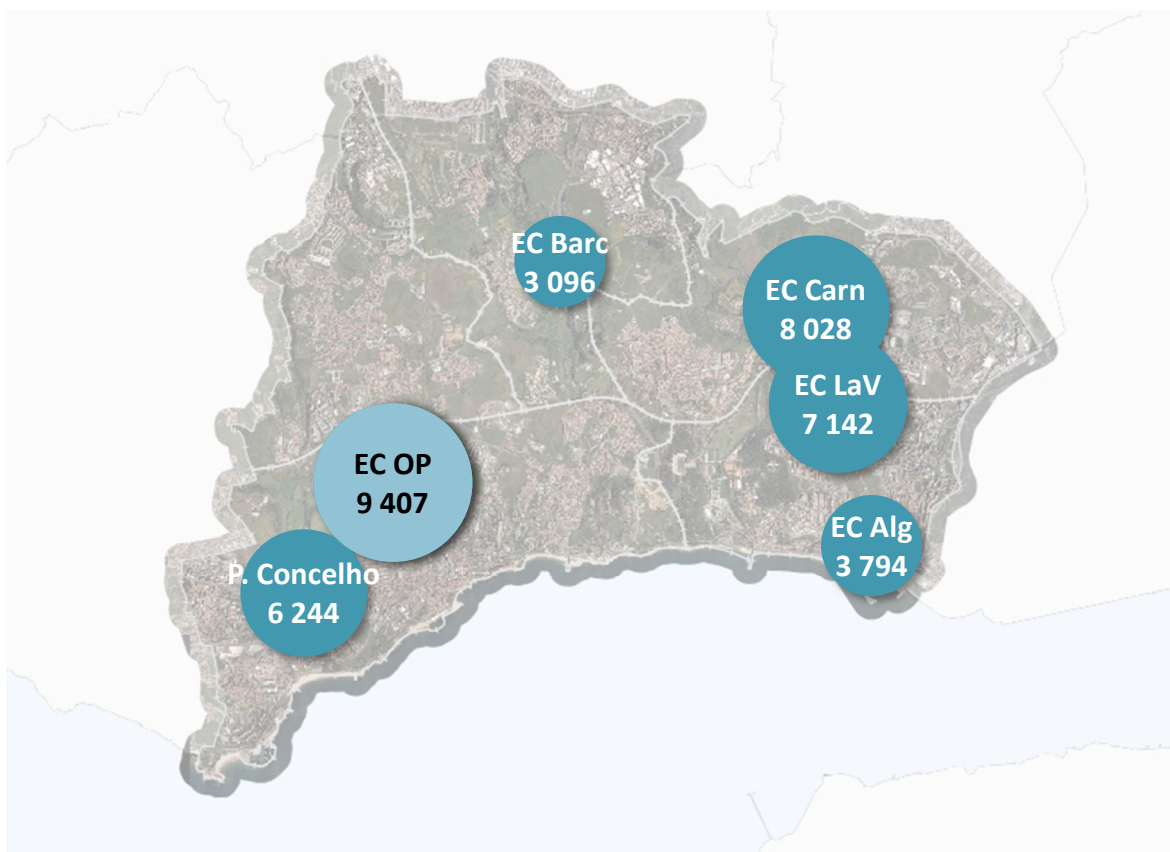 EC Barc
3 096
EC Carn
8 028
EC LaV
7 142
EC OP
9 407
EC Alg
3 794
P. Concelho
6 244